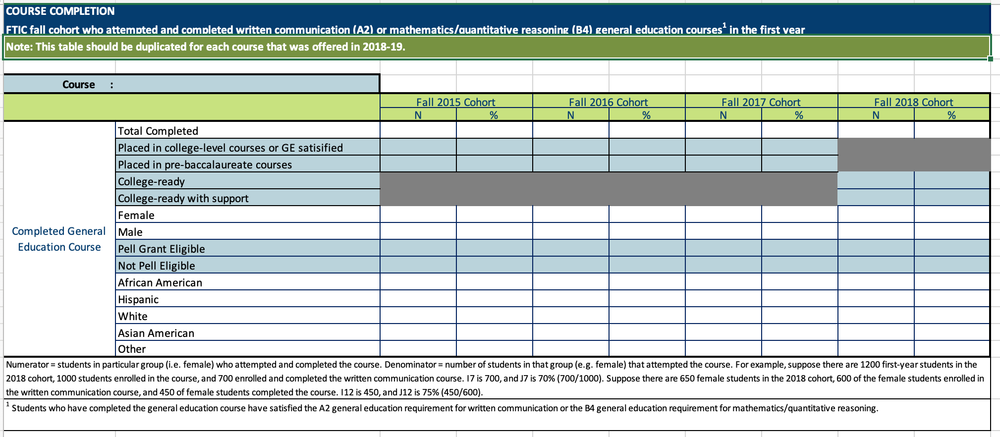 COURSE COMPLETION
FTIC fall cohort who attempted and completed written communication (A2) or mathematics/quantitative reasoning (B4) general education courses1 in the first year
Note: This table should be duplicated for each course that was offered in 2018-19.
Course :
Fall 2015 Cohort Fall 2016 Cohort Fall 2017 Cohort Fall 2018 Cohort
N % N % N % N %
Total Completed
Placed in college-level courses or GE satisified
Placed in pre-baccalaureate courses
College-ready
College-ready with support
Female
Completed General
Male
Education Course
Pell Grant Eligible
Not Pell Eligible
African American
Hispanic
White
Asian American
Other
Numerator = students in particular group (i.e. female) who attempted and completed the course. Denominator = number of students in that group (e.g. female) that attempted the course. For example, suppose there are 1200 first-year students in the
2018 cohort, 1000 students enrolled in the course, and 700 enrolled and completed the written communication course. I7 is 700, and J7 is 70% (700/1000). Suppose there are 650 female students in the 2018 cohort, 600 of the female students enrolled in
the written communication course, and 450 of female students completed the course. I12 is 450, and J12 is 75% (450/600).
1 Students who have completed the general education course have satisfied the A2 general education requirement for written communication or the B4 general education requirement for mathematics/quantitative reasoning.